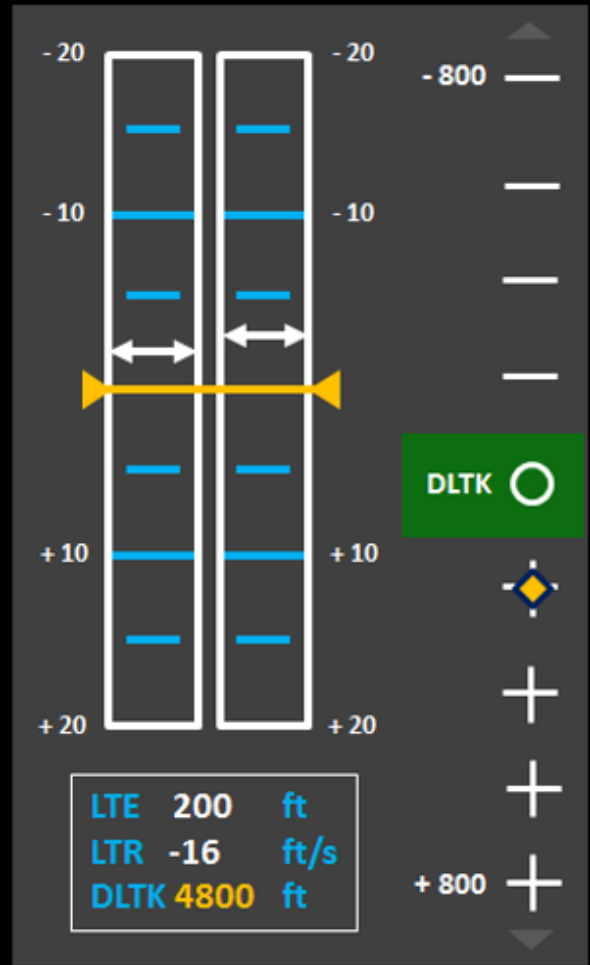 - 20 - 20
- 800
- 10 - 10
DLTK
+ 10 + 10
+ 20 + 20
LTE 200 ft
LTR -16 ft/s
DLTK 4800 ft
+ 800